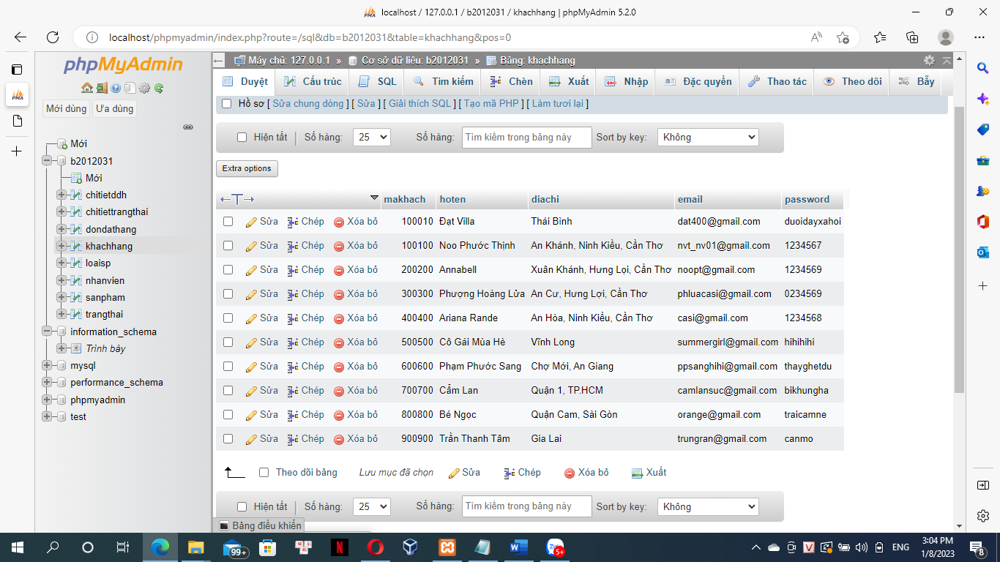 localhost / 127.0.0.1 / b2012031 / khachhang | phpMyAdmin 5.2.0
localhost/phpmyadmin/index.php?route=/sql&db=b2012031&table=khachhang&pos=0
phpMyAdmin
Mới dùng Ưa dùng
Mới
b2012031
Mới
chitietddh
chitiettrangthai
dondathang
khachhang
loaisp
nhanvien
sanpham
trangthai
information_schema
Trình bày
mysql
performance_schema
phpmyadmin
test
Máy chủ: 127.0.0.1 » Cơ sở dữ liệu: b2012031 » Bảng: khachhang
Duyệt Cấu trúc SQL Tìm kiếm Chèn Xuất Nhập Đặc quyền Thao tác Theo dõi Bẫy
Hồ sơ [ Sửa chung dòng ] [ Sửa ] [ Giải thích SQL ] [ Tạo mã PHP ] [ Làm tươi lại ]
Hiện tất Số hàng: 25 Số hàng: Tìm kiếm trong bảng này Sort by key: Không
Extra options
makhach hoten diachi email password
Sửa Chép Xóa bỏ 100010 Đạt Villa Thái Bình dat400@gmail.com duoidayxahoi
Sửa Chép Xóa bỏ 100100 Noo Phước Thịnh An Khánh, Ninh Kiều, Cần Thơ nvt_nv01@gmail.com 1234567
Sửa Chép Xóa bỏ 200200 Annabell Xuân Khánh, Hưng Lọi, Cần Thơ noopt@gmail.com 1234569
Sửa Chép Xóa bỏ 300300 Phượng Hoàng Lửa An Cư, Hưng Lợi, Cần Thơ phluacasi@gmail.com 0234569
Sửa Chép Xóa bỏ 400400 Ariana Rande An Hòa, Ninh Kiều, Cần Thơ casi@gmail.com 1234568
Sửa Chép Xóa bỏ 500500 Cô Gái Mùa Hè Vĩnh Long summergirl@gmail.com hihihihi
Sửa Chép Xóa bỏ 600600 Phạm Phước Sang Chợ Mới, An Giang ppsanghihi@gmail.com thayghetdu
Sửa Chép Xóa bỏ 700700 Cẩm Lan Quận 1, TP.HCM camlansuc@gmail.com bikhungha
Sửa Chép Xóa bỏ 800800 Bé Ngọc Quận Cam, Sài Gòn orange@gmail.com traicamne
Sửa Chép Xóa bỏ 900900 Trần Thanh Tâm Gia Lai trungran@gmail.com canmo
Theo dõi bảng Lưu mục đã chọn Sửa Chép Xóa bỏ Xuất
Hiện tất Số hàng: 25 Số hàng: Tìm kiếm trong bảng này Sort by key: Không
Bảng điều khiển
99+
5+
ENG
3:04 PM
1/8/2023
8